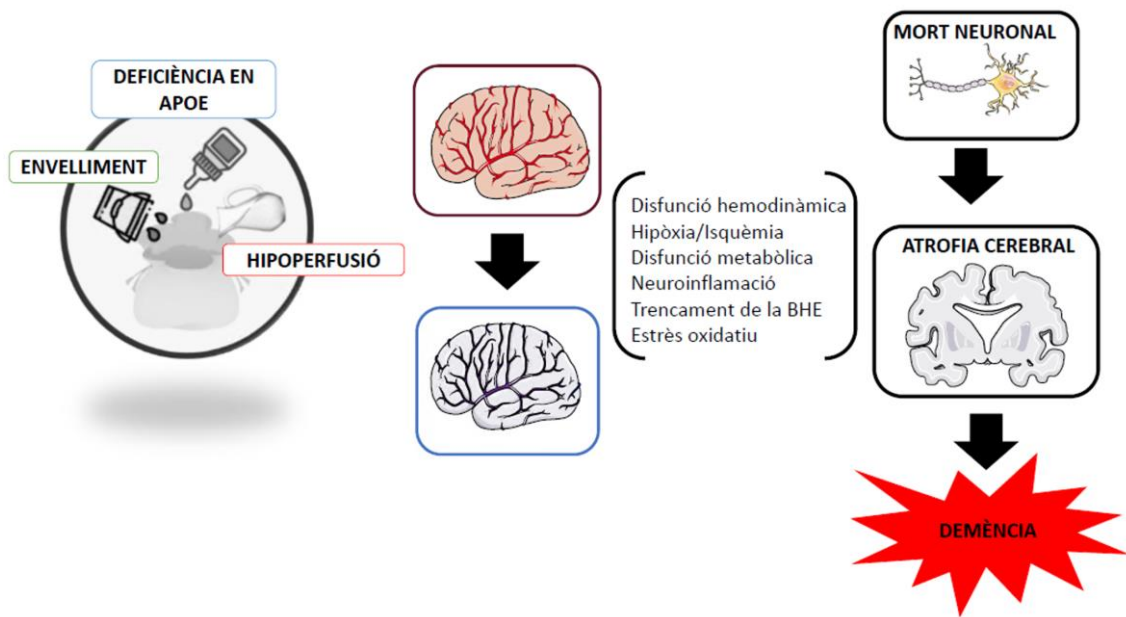 DEFICIÈNCIA EN
APOE
ENVELLIMENT
HIPOPERFUSIÓ
Disfunció hemodinàmica
Hipòxia/Isquèmia
Disfunció metabòlica
Neuroinflamació
Trencament de la BHE
Estrès oxidatiu
MORT NEURONAL
ATROFIA CEREBRAL
DEMÈNCIA